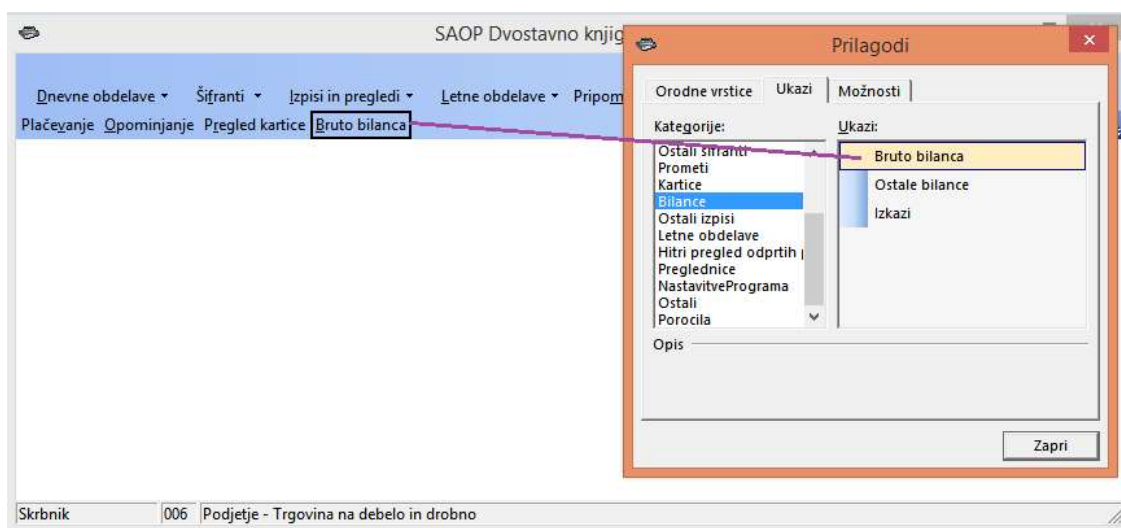 SAOP Dvostavno knjig
Dnevne obdelave Šifranti Izpisi in pregledi Letne obdelave Pripom
Plačevanje Opominjanje Pregled kartice Bruto bilanca
Prilagodi
Orodne vrstice Ukazi Možnosti
Kategorije:
Ostali šifranti
Prometi
Kartice
Bilance
Ostali izpisi
Letne obdelave
Hitri pregled odprtih p
Preglednice
NastavitvePrograma
Ostali
Porocila
Ukazi:
Bruto bilanca
Ostale bilance
Izkazi
Opis
Zapri
Skrbnik 006 Podjetje - Trgovina na debelo in drobno